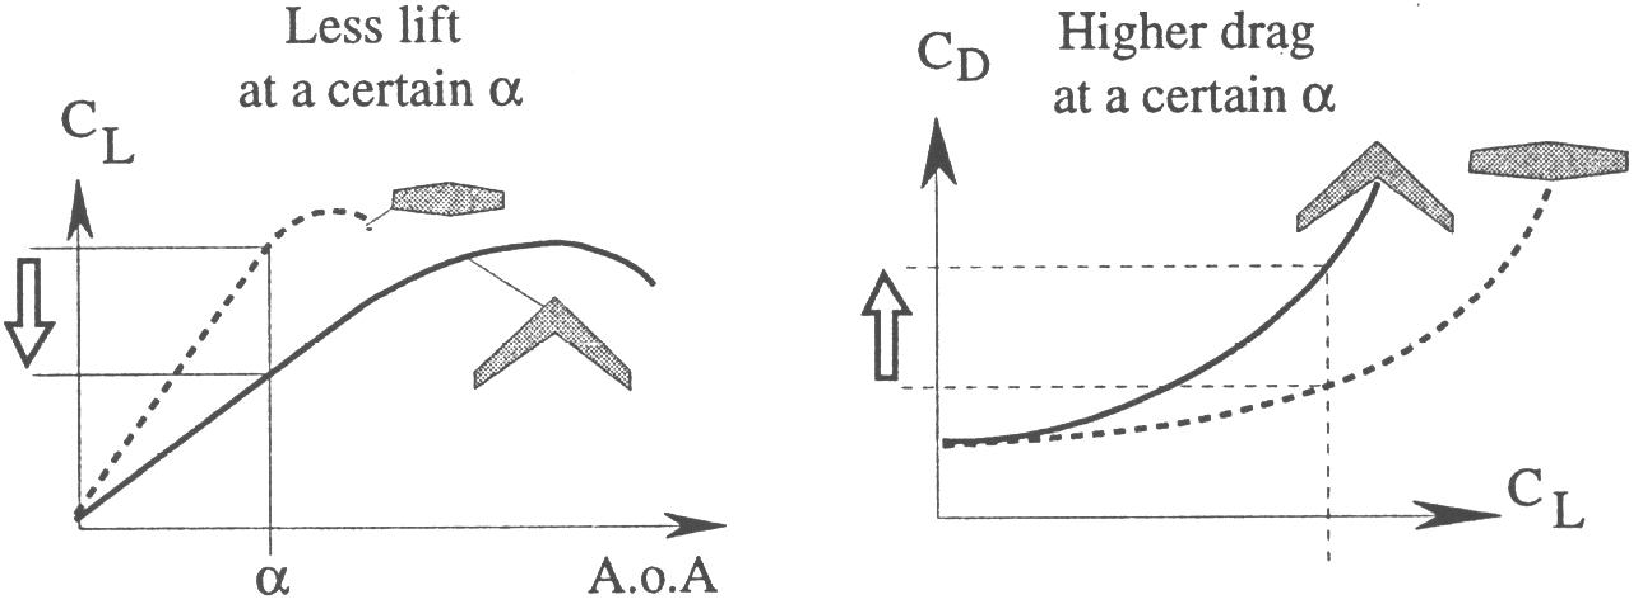 Less lift
at a certain α
C_L
α
A.o.A
Higher drag
at a certain α
C_D
C_L